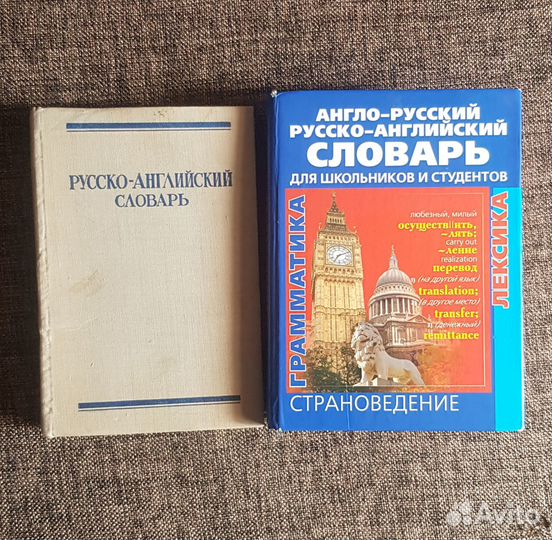 РУССКО-АНГЛИЙСКИЙ
СЛОВАРЬ
АНГЛО-РУССКИЙ
РУССКО-АНГЛИЙСКИЙ
СЛОВАРЬ
ДЛЯ ШКОЛЬНИКОВ И СТУДЕНТОВ
ГРАММАТИКА
любезный, милый
осуществ||ить,
~лять;
carry out
~ление
realization
перевод
(на другой язык)
translation;
(в другое место)
transfer;
(денежный)
remittance
ЛЕКСИКА
СТРАНОВЕДЕНИЕ
Avito